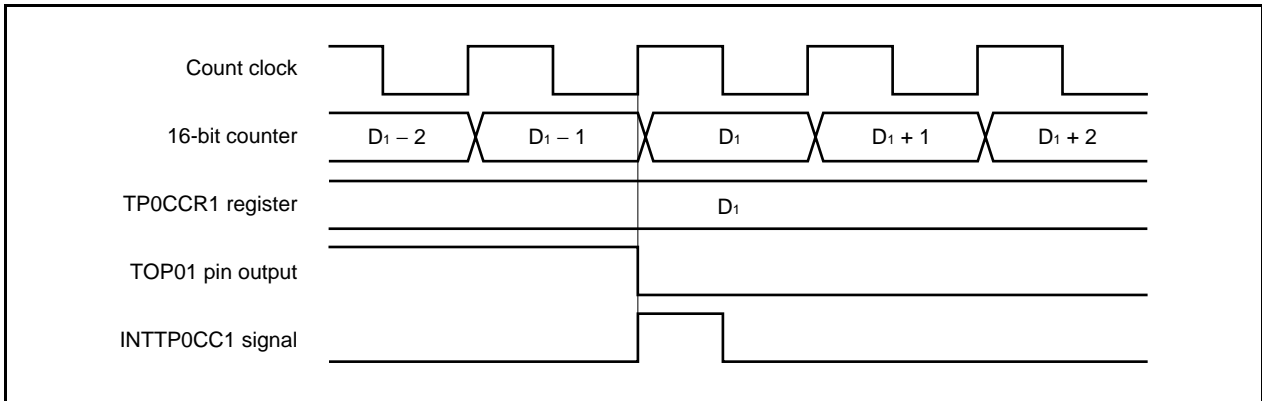 Count clock
16-bit counter
D₁ – 2
D₁ – 1
D₁
D₁ + 1
D₁ + 2
TP0CCR1 register
D₁
TOP01 pin output
INTTP0CC1 signal